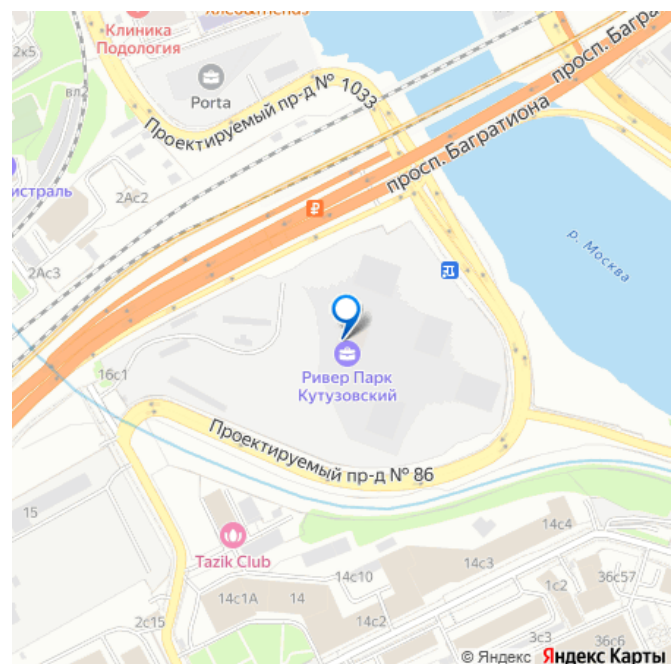 Клиника
Подология
2к5
вл2
Porta
Проектируемый пр-д № 1033
просп. Багратиона
просп. Багр
2Ас2
истраль
2Ас3
р. Москва
16с1
Ривер Парк
Кутузовский
Проектируемый пр-д № 86
15
Tazik Club
14с4
14с3
14с10
14с1А
14
14с2
2с15
1с2
36с57
3с3
36с6
© Яндекс Яндекс Карты